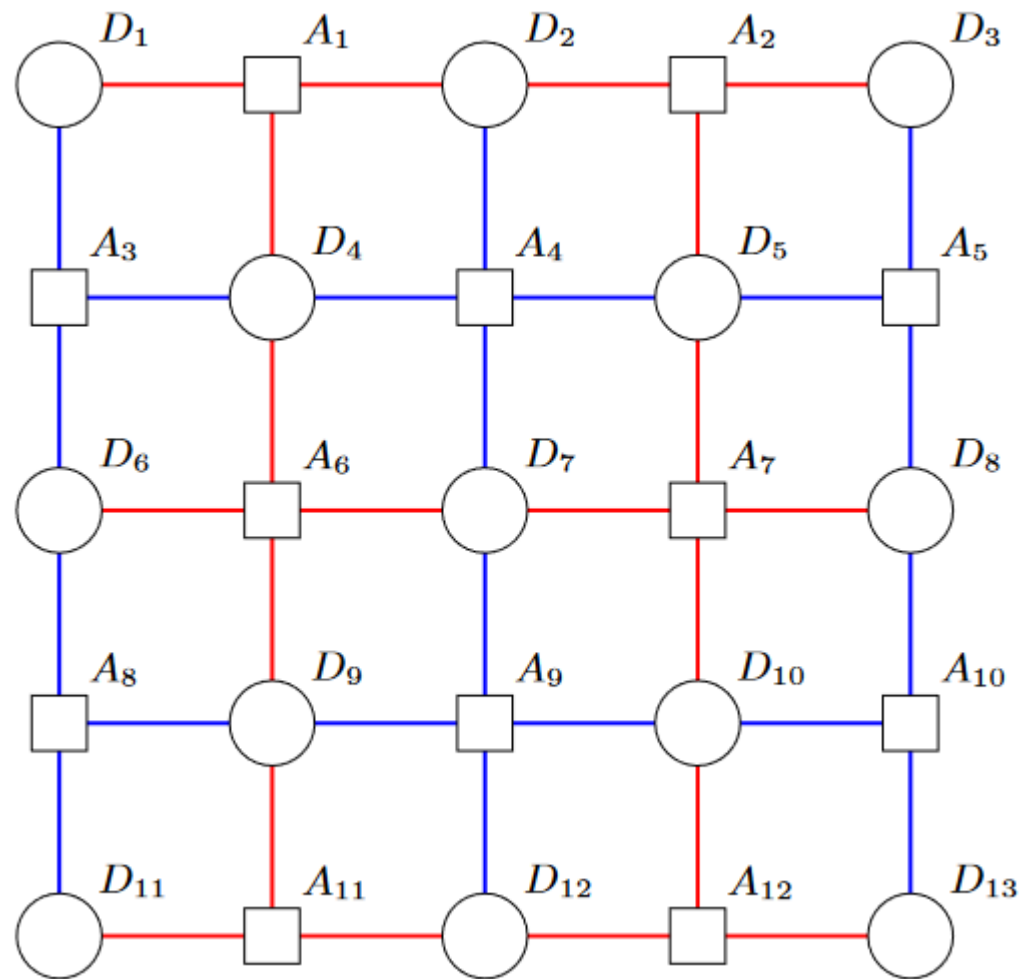 D₁ A₁ D₂ A₂ D₃
A₃ D₄ A₄ D₅ A₅
D₆ A₆ D₇ A₇ D₈
A₈ D₉ A₉ D₁₀ A₁₀
D₁₁ A₁₁ D₁₂ A₁₂ D₁₃